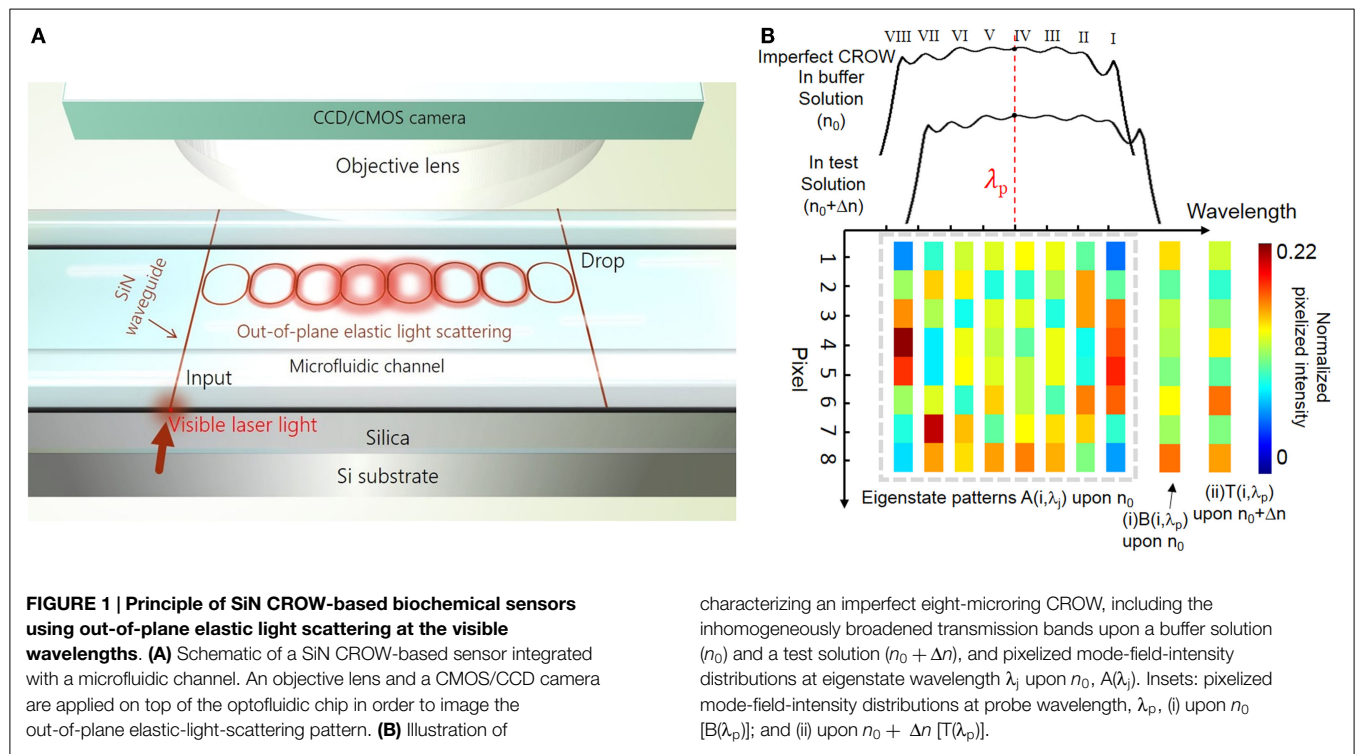 A
CCD/CMOS camera
Objective lens
SiN
waveguide
Drop
Out-of-plane elastic light scattering
Microfluidic channel
Input
Visible laser light
Silica
Si substrate
B
VIII VII VI V IV III II I
Imperfect CROW
In buffer
Solution
(n₀)
In test
Solution
(n₀+Δn)
λₚ
Wavelength
Pixel
1
2
3
4
5
6
7
8
0.22
0
Normalized
pixelized intensity
Eigenstate patterns A(i,λⱼ) upon n₀
(i)B(i,λₚ)
upon n₀
(ii)T(i,λₚ)
upon n₀+Δn
FIGURE 1 | Principle of SiN CROW-based biochemical sensors
using out-of-plane elastic light scattering at the visible
wavelengths. (A) Schematic of a SiN CROW-based sensor integrated
with a microfluidic channel. An objective lens and a CMOS/CCD camera
are applied on top of the optofluidic chip in order to image the
out-of-plane elastic-light-scattering pattern. (B) Illustration of
characterizing an imperfect eight-microring CROW, including the
inhomogeneously broadened transmission bands upon a buffer solution
(n₀) and a test solution (n₀ + Δn), and pixelized mode-field-intensity
distributions at eigenstate wavelength λⱼ upon n₀, A(λⱼ). Insets: pixelized
mode-field-intensity distributions at probe wavelength, λₚ, (i) upon n₀
[B(λₚ)]; and (ii) upon n₀ + Δn [T(λₚ)].